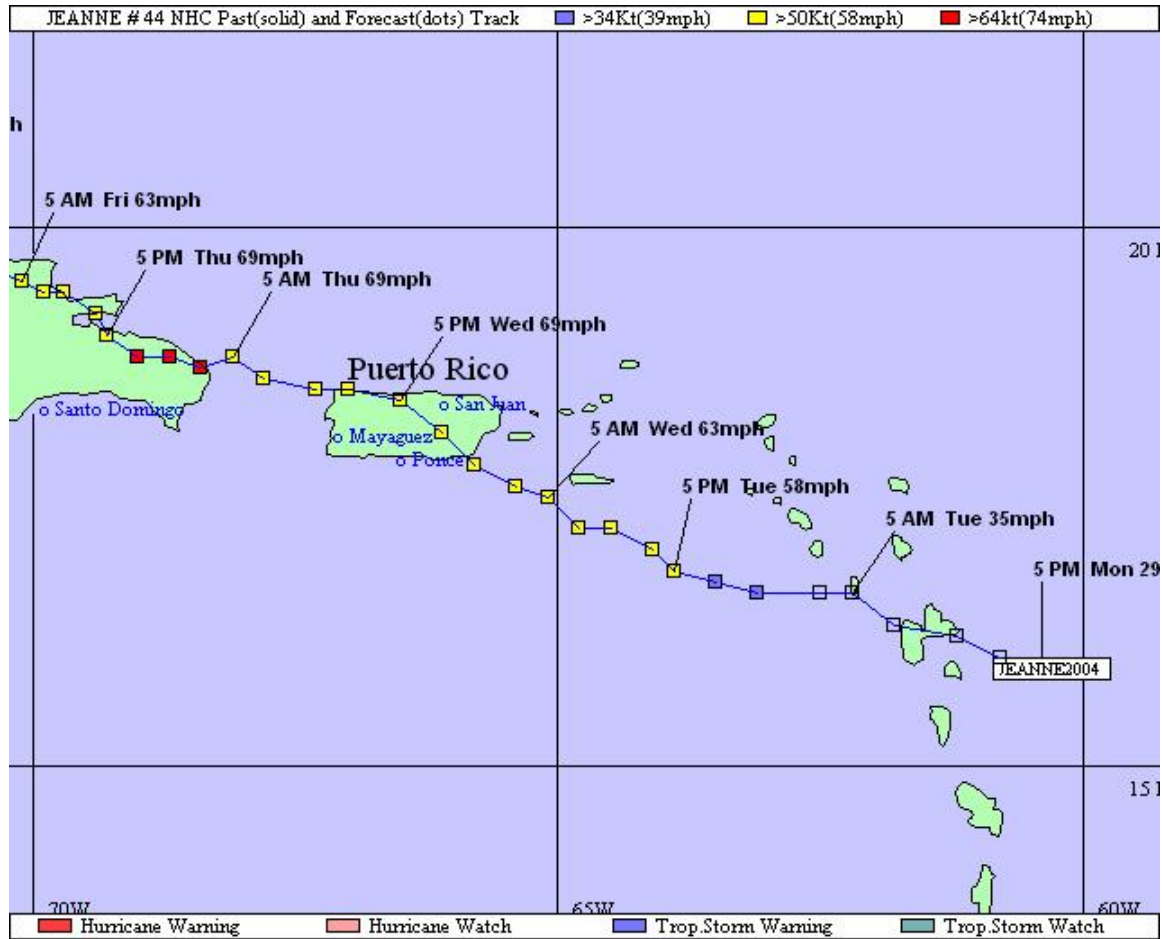 JEANNE # 44 NHC Past(solid) and Forecast(dots) Track >34Kt(39mph) >50Kt(58mph) >64kt(74mph)
h
5 AM Fri 63mph
5 PM Thu 69mph
20
5 AM Thu 69mph
5 PM Wed 69mph
Puerto Rico
o Santo Domingo
o San Juan
o Mayaguez
5 AM Wed 63mph
o Ponce
5 PM Tue 58mph
5 AM Tue 35mph
5 PM Mon 29
JEANNE2004
15
70W 65W 60W
Hurricane Warning Hurricane Watch Trop.Storm Warning Trop.Storm Watch